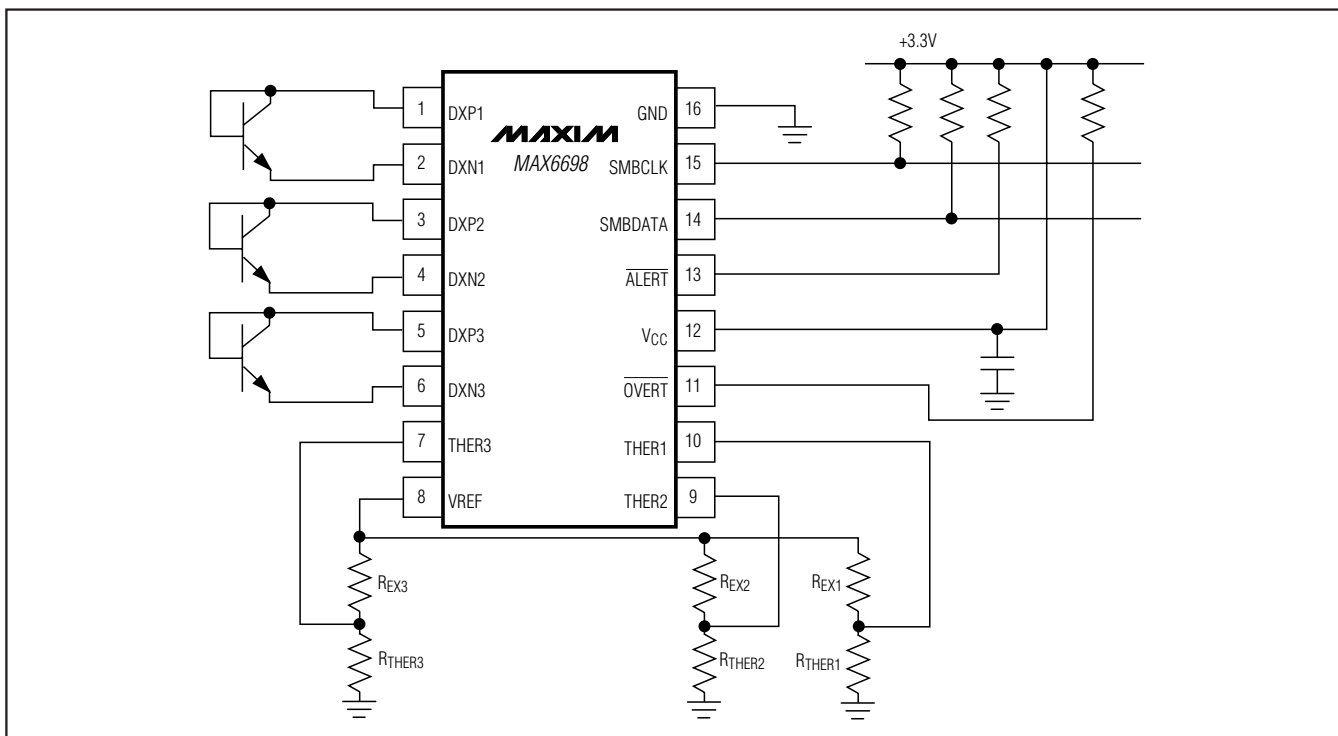 +3.3V
1 DXP1 GND 16
MAXIM
2 DXN1 MAX6698 SMBCLK 15
3 DXP2 SMBDATA 14
4 DXN2 ALERT 13
5 DXP3 VCC 12
6 DXN3 OVERT 11
7 THER3 THER1 10
8 VREF THER2 9
REX3 REX2 REX1
RTHER3 RTHER2 RTHER1